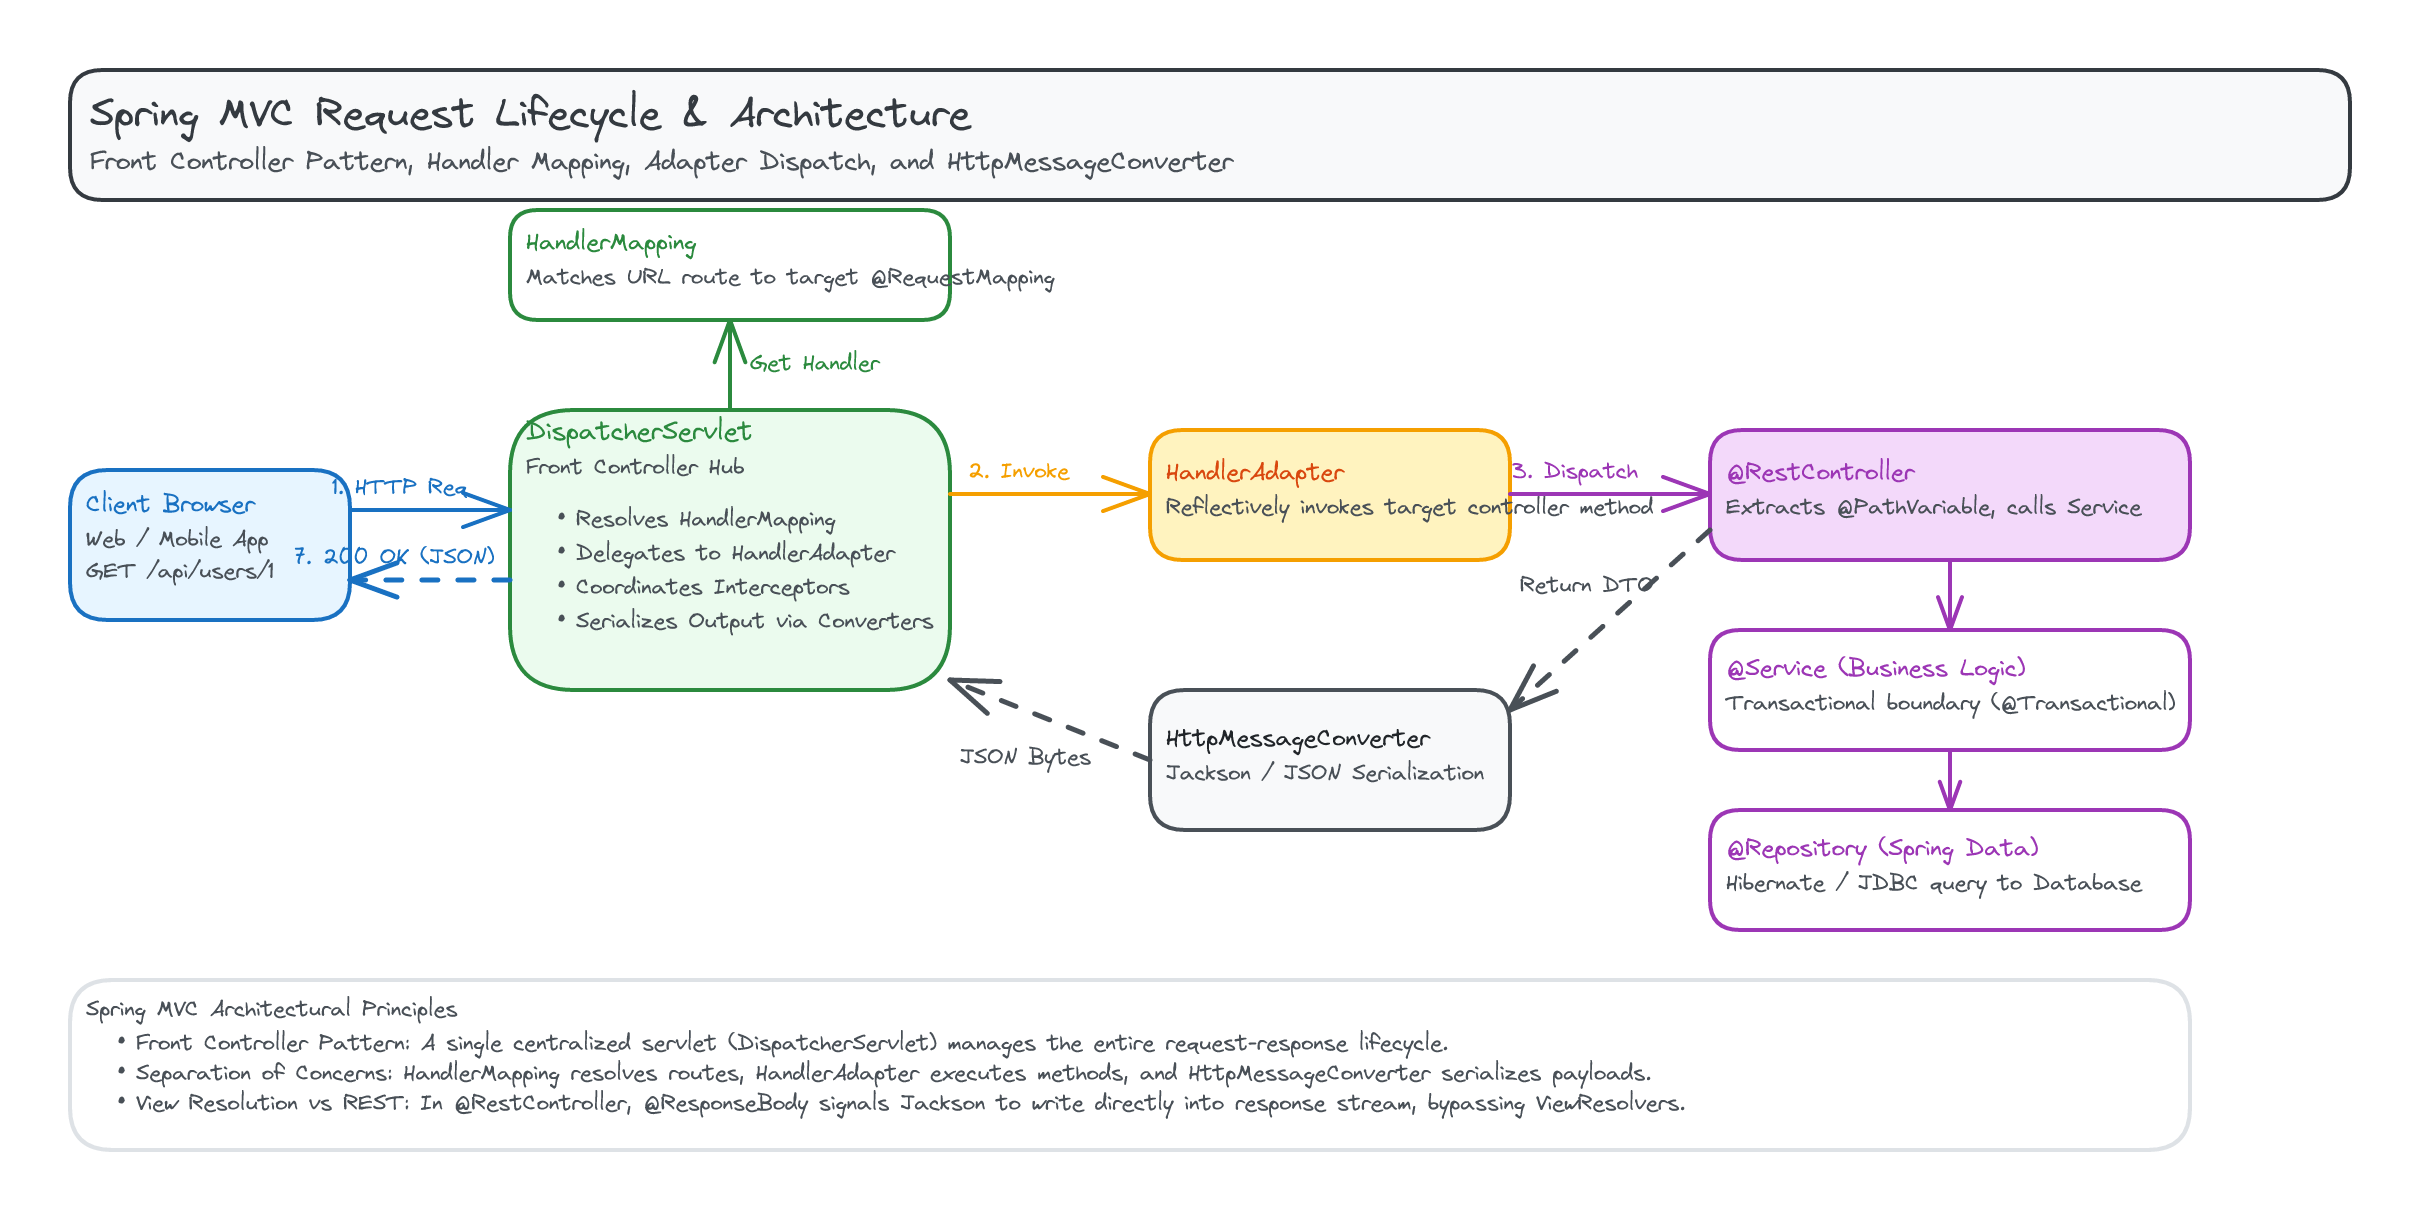 Spring MVC Request Lifecycle & Architecture
Front Controller Pattern, Handler Mapping, Adapter Dispatch, and HttpMessageConverter
HandlerMapping
Matches URL route to target @RequestMapping
Get Handler
DispatcherServlet
Front Controller Hub
• Resolves HandlerMapping
• Delegates to HandlerAdapter
• Coordinates Interceptors
• Serializes Output via Converters
Client Browser
Web / Mobile App
GET /api/users/1
1. HTTP Req
7. 200 OK (JSON)
2. Invoke
HandlerAdapter
Reflectively invokes target controller method
3. Dispatch
@RestController
Extracts @PathVariable, calls Service
Return DTO
@Service (Business Logic)
Transactional boundary (@Transactional)
HttpMessageConverter
Jackson / JSON Serialization
JSON Bytes
@Repository (Spring Data)
Hibernate / JDBC query to Database
Spring MVC Architectural Principles
• Front Controller Pattern: A single centralized servlet (DispatcherServlet) manages the entire request-response lifecycle.
• Separation of Concerns: HandlerMapping resolves routes, HandlerAdapter executes methods, and HttpMessageConverter serializes payloads.
• View Resolution vs REST: In @RestController, @ResponseBody signals Jackson to write directly into response stream, bypassing ViewResolvers.